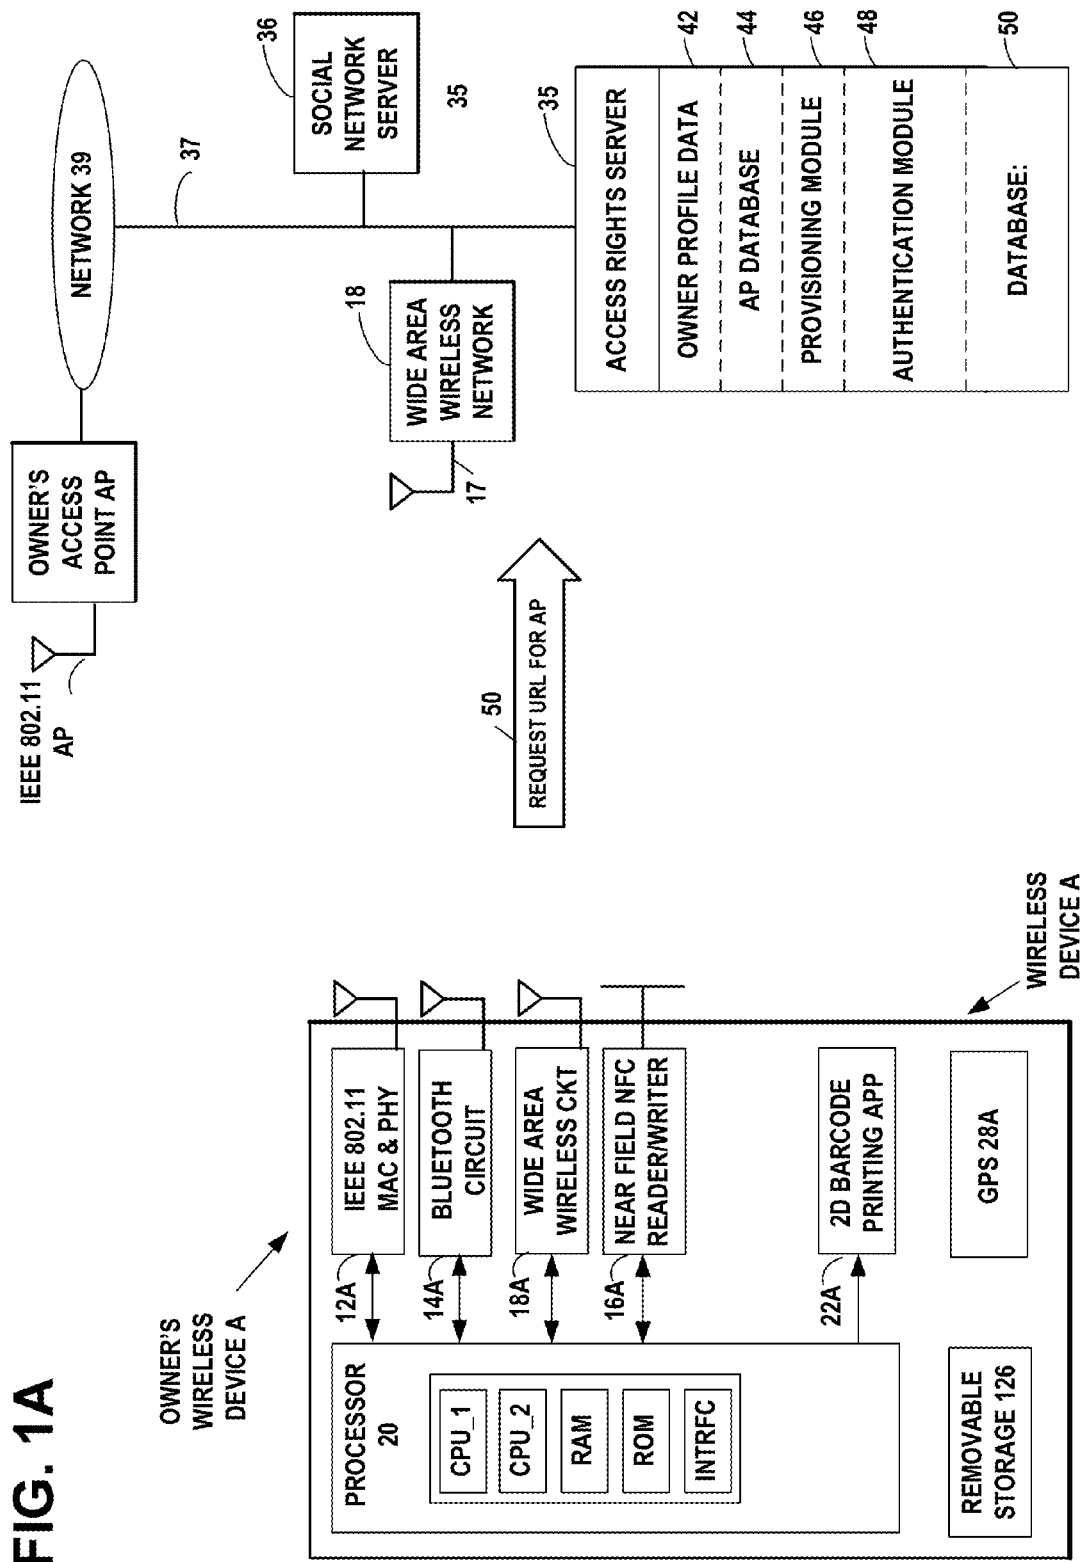 FIG. 1A
OWNER'S
WIRELESS
DEVICE A
PROCESSOR
20
CPU_1
CPU_2
RAM
ROM
INTRFC
REMOVABLE
STORAGE 126
12A
14A
18A
16A
22A
IEEE 802.11
MAC & PHY
BLUETOOTH
CIRCUIT
WIDE AREA
WIRELESS CKT
NEAR FIELD NFC
READER/WRITER
2D BARCODE
PRINTING APP
GPS 28A
WIRELESS
DEVICE A
IEEE 802.11
AP
OWNER'S
ACCESS
POINT AP
NETWORK 39
37
36
SOCIAL
NETWORK
SERVER
35
18
WIDE AREA
WIRELESS
NETWORK
17
50
REQUEST URL FOR AP
35
ACCESS RIGHTS SERVER
42
OWNER PROFILE DATA
44
AP DATABASE
46
PROVISIONING MODULE
48
AUTHENTICATION MODULE
50
DATABASE: